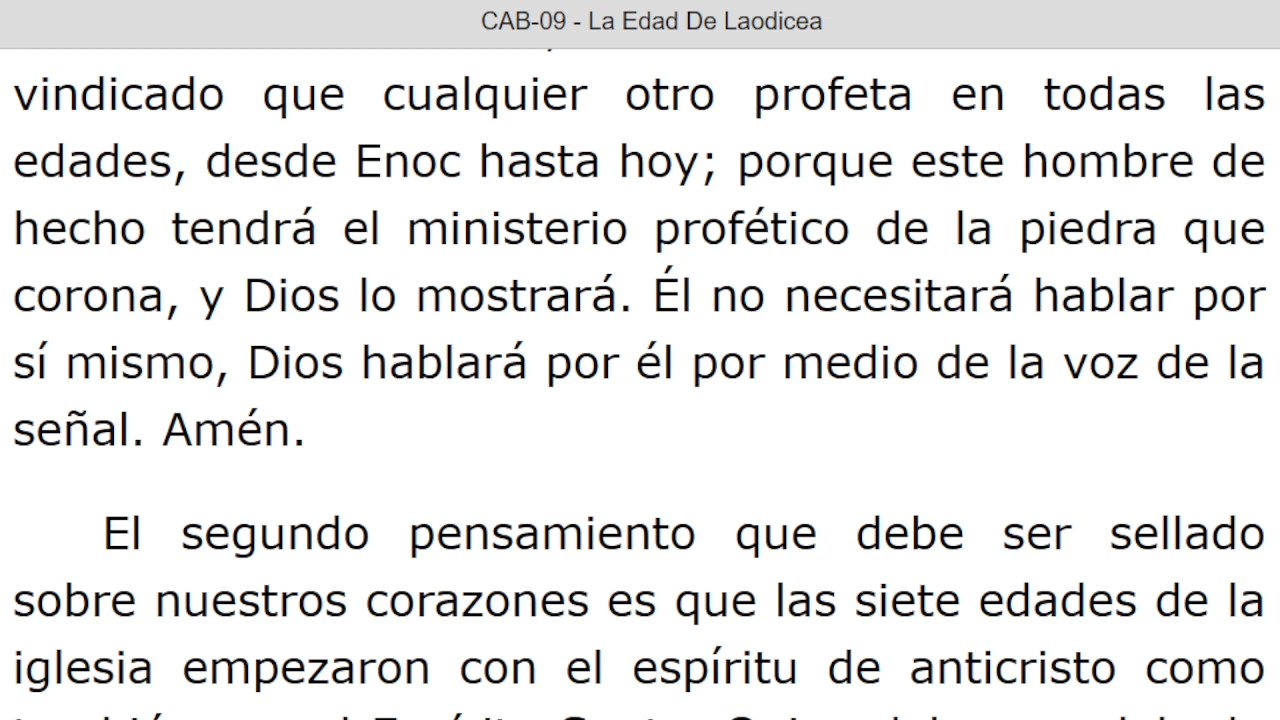 CAB-09 - La Edad De Laodicea
vindicado que cualquier otro profeta en todas las
edades, desde Enoc hasta hoy; porque este hombre de
hecho tendrá el ministerio profético de la piedra que
corona, y Dios lo mostrará. Él no necesitará hablar por
sí mismo, Dios hablará por él por medio de la voz de la
señal. Amén.
El segundo pensamiento que debe ser sellado
sobre nuestros corazones es que las siete edades de la
iglesia empezaron con el espíritu de anticristo como